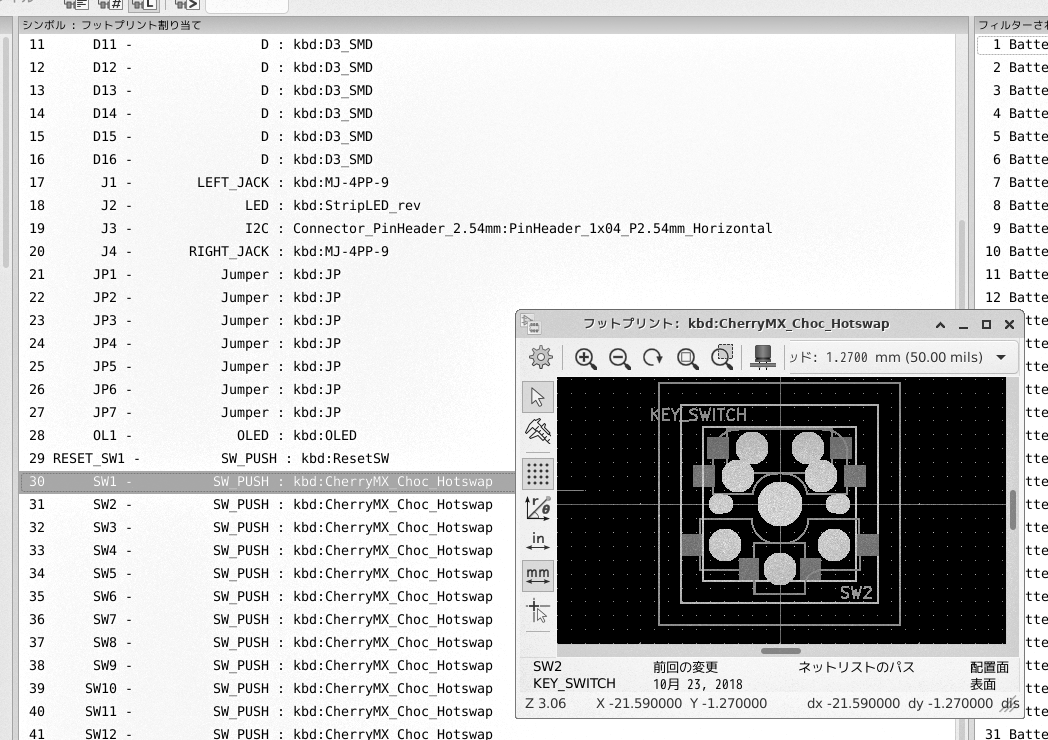 シンボル : フットプリント割り当て
11 D11 - D : kbd:D3_SMD
12 D12 - D : kbd:D3_SMD
13 D13 - D : kbd:D3_SMD
14 D14 - D : kbd:D3_SMD
15 D15 - D : kbd:D3_SMD
16 D16 - D : kbd:D3_SMD
17 J1 - LEFT_JACK : kbd:MJ-4PP-9
18 J2 - LED : kbd:StripLED_rev
19 J3 - I2C : Connector_PinHeader_2.54mm:PinHeader_1x04_P2.54mm_Horizontal
20 J4 - RIGHT_JACK : kbd:MJ-4PP-9
21 JP1 - Jumper : kbd:JP
22 JP2 - Jumper : kbd:JP
23 JP3 - Jumper : kbd:JP
24 JP4 - Jumper : kbd:JP
25 JP5 - Jumper : kbd:JP
26 JP6 - Jumper : kbd:JP
27 JP7 - Jumper : kbd:JP
28 OL1 - OLED : kbd:OLED
29 RESET_SW1 - SW_PUSH : kbd:ResetSW
30 SW1 - SW_PUSH : kbd:CherryMX_Choc_Hotswap
31 SW2 - SW_PUSH : kbd:CherryMX_Choc_Hotswap
32 SW3 - SW_PUSH : kbd:CherryMX_Choc_Hotswap
33 SW4 - SW_PUSH : kbd:CherryMX_Choc_Hotswap
34 SW5 - SW_PUSH : kbd:CherryMX_Choc_Hotswap
35 SW6 - SW_PUSH : kbd:CherryMX_Choc_Hotswap
36 SW7 - SW_PUSH : kbd:CherryMX_Choc_Hotswap
37 SW8 - SW_PUSH : kbd:CherryMX_Choc_Hotswap
38 SW9 - SW_PUSH : kbd:CherryMX_Choc_Hotswap
39 SW10 - SW_PUSH : kbd:CherryMX_Choc_Hotswap
40 SW11 - SW_PUSH : kbd:CherryMX_Choc_Hotswap
41 SW12 - SW_PUSH : kbd:CherryMX_Choc_Hotswap
フィルターされ
1 Batte
2 Batte
3 Batte
4 Batte
5 Batte
6 Batte
7 Batte
8 Batte
9 Batte
10 Batte
11 Batte
12 Batte
フットプリント: kbd:CherryMX_Choc_Hotswap
ッド: 1.2700 mm (50.00 mils)
in
mm
KEY_SWITCH
SW2
SW2 前回の変更 ネットリストのパス 配置面
KEY_SWITCH 10月 23, 2018 表面
Z 3.06 X -21.590000 Y -1.270000 dx -21.590000 dy -1.270000 dis
31 Batte